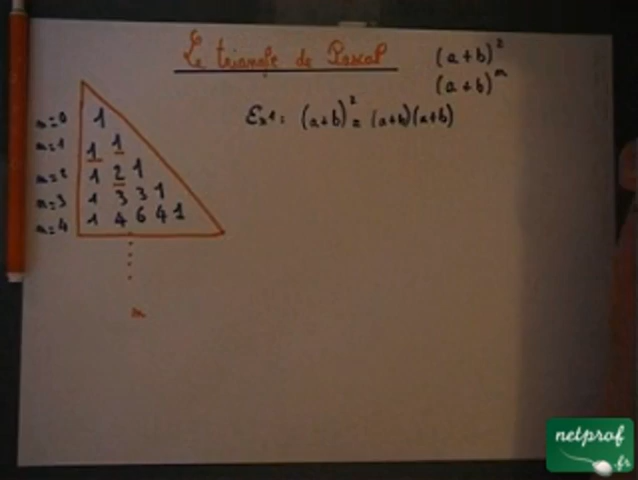 Le triangle de Pascal
(a+b)²
(a+b)ⁿ
Ex1: (a+b)² = (a+b)(a+b)
n=0 1
n=1 1 1
n=2 1 2 1
n=3 1 3 3 1
n=4 1 4 6 4 1
n
netprof
.fr